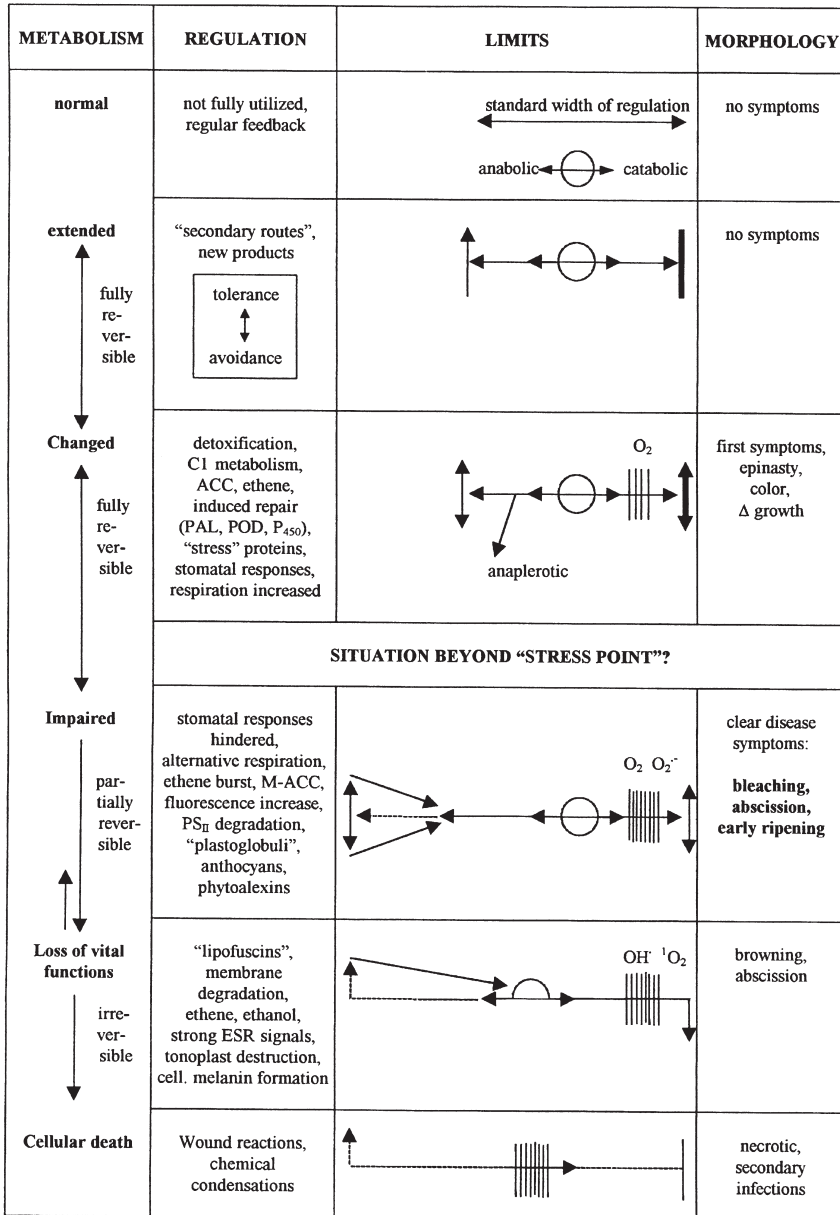 METABOLISM
REGULATION
LIMITS
MORPHOLOGY
normal
not fully utilized,
regular feedback
standard width of regulation
anabolic
catabolic
no symptoms
extended
fully
re-
ver-
sible
"secondary routes",
new products
tolerance
avoidance
no symptoms
Changed
fully
re-
ver-
sible
detoxification,
C1 metabolism,
ACC, ethene,
induced repair
(PAL, POD, P₄₅₀),
"stress" proteins,
stomatal responses,
respiration increased
O₂
anaplerotic
first symptoms,
epinasty,
color,
Δ growth
SITUATION BEYOND "STRESS POINT"?
Impaired
par-
tially
rever-
sible
stomatal responses
hindered,
alternative respiration,
ethene burst, M-ACC,
fluorescence increase,
PS_II degradation,
"plastoglobuli",
anthocyans,
phytoalexins
O₂ O₂·⁻
clear disease
symptoms:
bleaching,
abscission,
early ripening
Loss of vital
functions
irre-
ver-
sible
"lipofuscins",
membrane
degradation,
ethene, ethanol,
strong ESR signals,
tonoplast destruction,
cell. melanin formation
OH· ¹O₂
browning,
abscission
Cellular death
Wound reactions,
chemical
condensations
necrotic,
secondary
infections